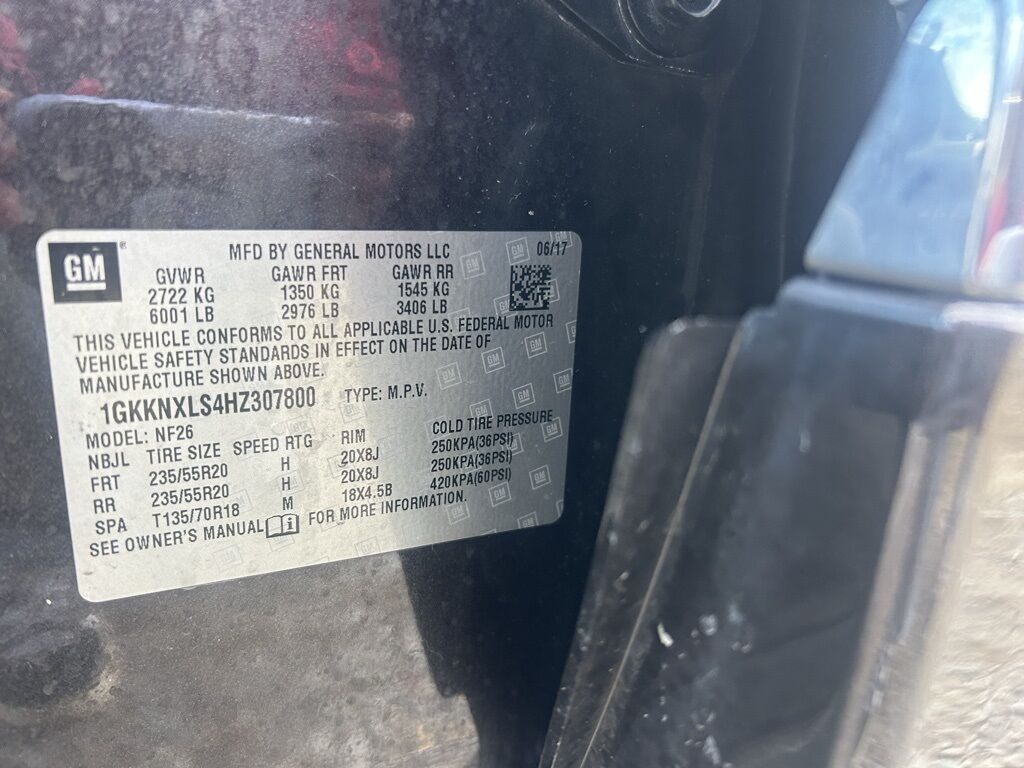 GM ® MFD BY GENERAL MOTORS LLC 06/17
GVWR GAWR FRT GAWR RR
2722 KG 1350 KG 1545 KG
6001 LB 2976 LB 3406 LB
THIS VEHICLE CONFORMS TO ALL APPLICABLE U.S. FEDERAL MOTOR
VEHICLE SAFETY STANDARDS IN EFFECT ON THE DATE OF
MANUFACTURE SHOWN ABOVE.
1GKKNXLS4HZ307800 TYPE: M.P.V.
MODEL: NF26
NBJL TIRE SIZE SPEED RTG RIM COLD TIRE PRESSURE
FRT 235/55R20 H 20X8J 250KPA(36PSI)
RR 235/55R20 H 20X8J 250KPA(36PSI)
SPA T135/70R18 M 18X4.5B 420KPA(60PSI)
SEE OWNER'S MANUAL i FOR MORE INFORMATION.